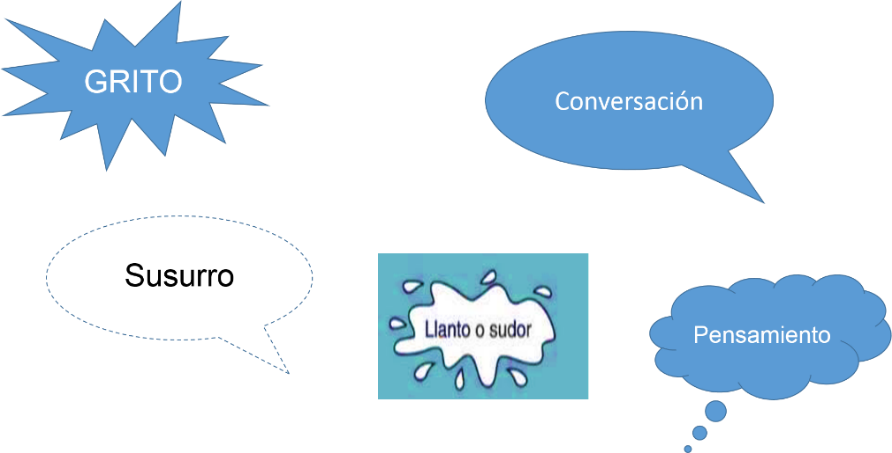 GRITO
Conversación
Susurro
Llanto o sudor
Pensamiento